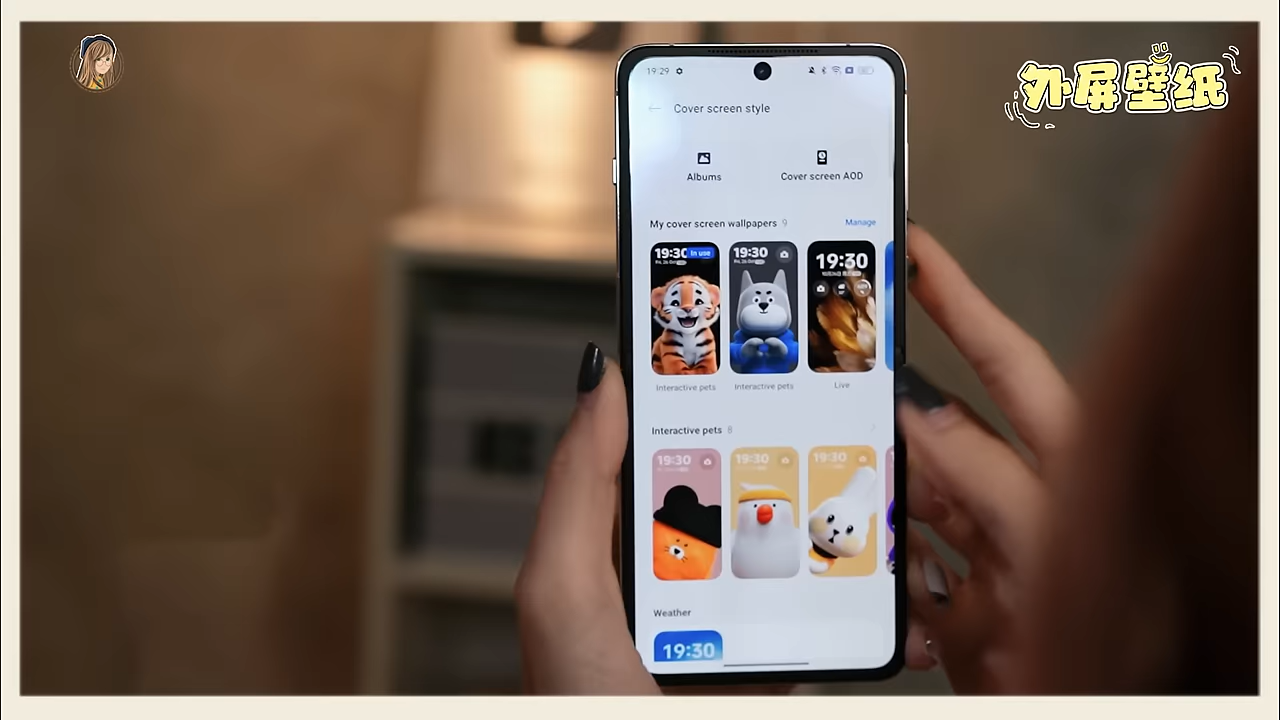 外屏壁纸
19:29
Cover screen style
Albums
Cover screen AOD
My cover screen wallpapers 9
Manage
19:30 In use
19:30
19:30
Interactive pets
Interactive pets
Live
Interactive pets 8
19:30
19:30
19:30
Weather
19:30